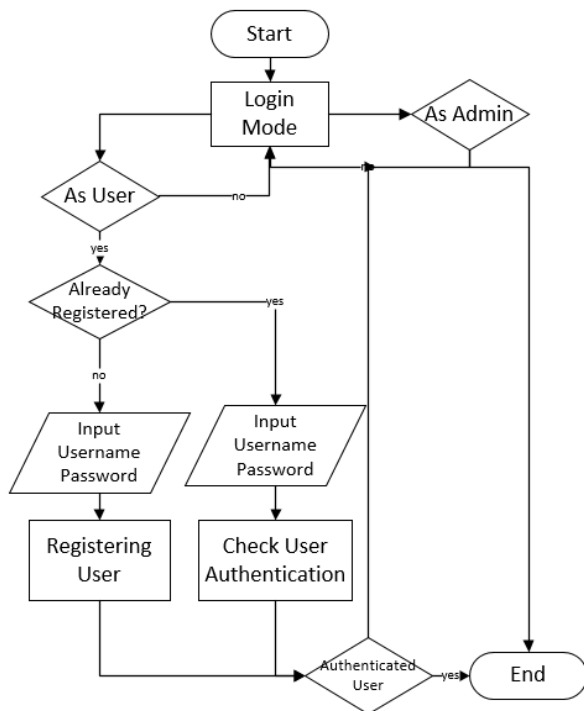 Start
Login
Mode
As Admin
As User
no
yes
Already
Registered?
yes
no
Input
Username
Password
Input
Username
Password
Registering
User
Check User
Authentication
Authenticated
User
yes
End